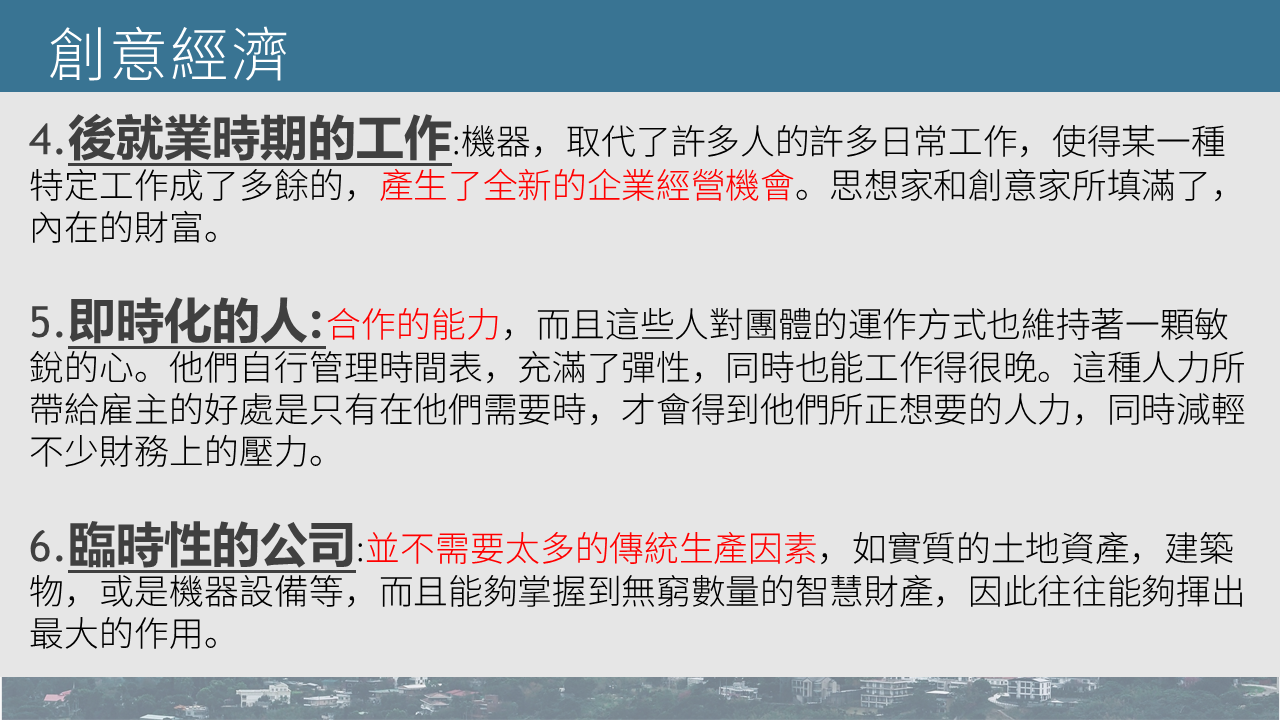 創意經濟
4.後就業時期的工作:機器，取代了許多人的許多日常工作，使得某一種
特定工作成了多餘的，產生了全新的企業經營機會。思想家和創意家所填滿了，
內在的財富。
5.即時化的人:合作的能力，而且這些人對團體的運作方式也維持著一顆敏
銳的心。他們自行管理時間表，充滿了彈性，同時也能工作得很晚。這種人力所
帶給雇主的好處是只有在他們需要時，才會得到他們所正想要的人力，同時減輕
不少財務上的壓力。
6.臨時性的公司:並不需要太多的傳統生產因素，如實質的土地資產，建築
物，或是機器設備等，而且能夠掌握到無窮數量的智慧財產，因此往往能夠揮出
最大的作用。